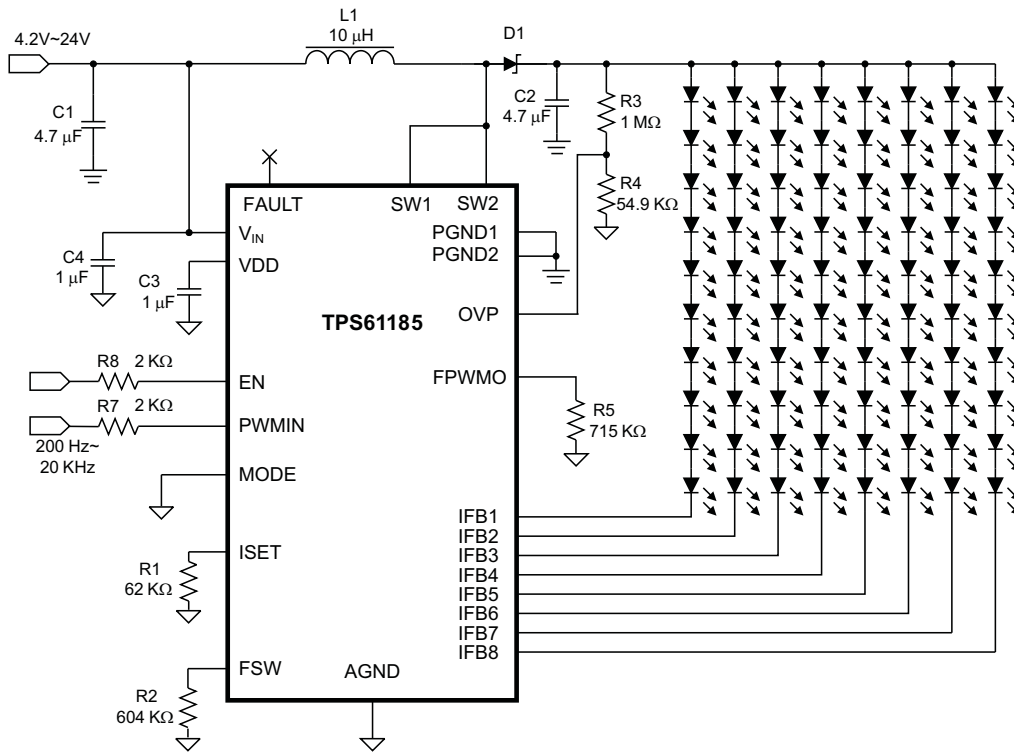 L1
10 μH
4.2V~24V
D1
C1
4.7 μF
C2
4.7 μF
R3
1 MΩ
R4
54.9 KΩ
FAULT
SW1
SW2
VIN
PGND1
PGND2
C4
1 μF
VDD
C3
1 μF
TPS61185
OVP
R8 2 KΩ
EN
FPWMO
R7 2 KΩ
PWMIN
R5
715 KΩ
200 Hz~
20 KHz
MODE
IFB1
IFB2
IFB3
IFB4
IFB5
IFB6
IFB7
IFB8
ISET
R1
62 KΩ
FSW
AGND
R2
604 KΩ